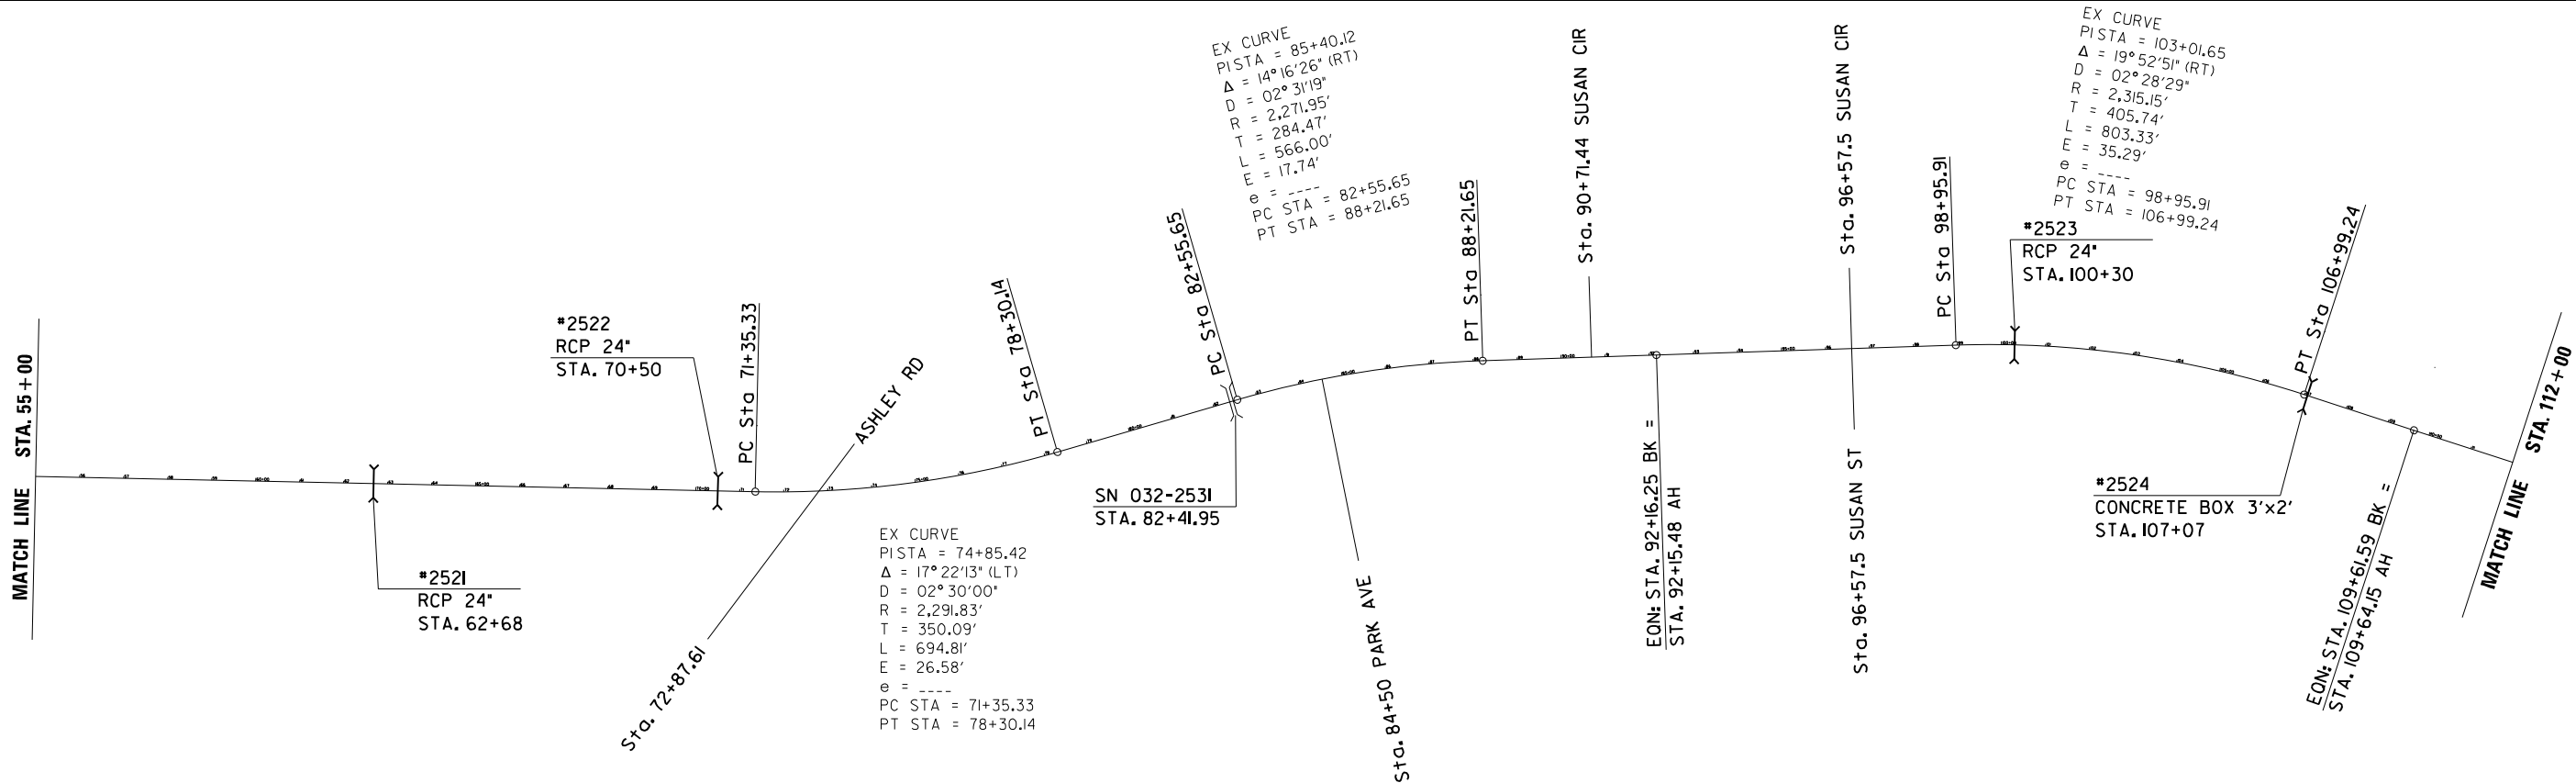 MATCH LINE STA. 55+00
#2521
RCP 24"
STA. 62+68
#2522
RCP 24"
STA. 70+50
PC Sta 71+35.33
ASHLEY RD
Sta. 72+87.61
EX CURVE
PI STA = 74+85.42
Δ = 17° 22'13" (LT)
D = 02° 30'00"
R = 2,291.83'
T = 350.09'
L = 694.81'
E = 26.58'
e = ----
PC STA = 71+35.33
PT STA = 78+30.14
PT Sta 78+30.14
PC Sta 82+55.65
SN 032-2531
STA. 82+41.95
EX CURVE
PI STA = 85+40.12
Δ = 14° 16'26" (RT)
D = 02° 31'19"
R = 2,271.95'
T = 284.47'
L = 566.00'
E = 17.74'
e = ----
PC STA = 82+55.65
PT STA = 88+21.65
Sta. 84+50 PARK AVE
PT Sta 88+21.65
Sta. 90+71.44 SUSAN CIR
EQN: STA. 92+16.25 BK =
STA. 92+15.48 AH
Sta. 96+57.5 SUSAN CIR
Sta. 96+57.5 SUSAN ST
PC Sta 98+95.91
#2523
RCP 24"
STA. 100+30
EX CURVE
PI STA = 103+01.65
Δ = 19° 52'51" (RT)
D = 02° 28'29"
R = 2,315.15'
T = 405.74'
L = 803.33'
E = 35.29'
e = ----
PC STA = 98+95.91
PT STA = 106+99.24
PT Sta 106+99.24
#2524
CONCRETE BOX 3'x2'
STA. 107+07
EQN: STA. 109+61.59 BK =
STA. 109+64.15 AH
MATCH LINE STA. 112+00